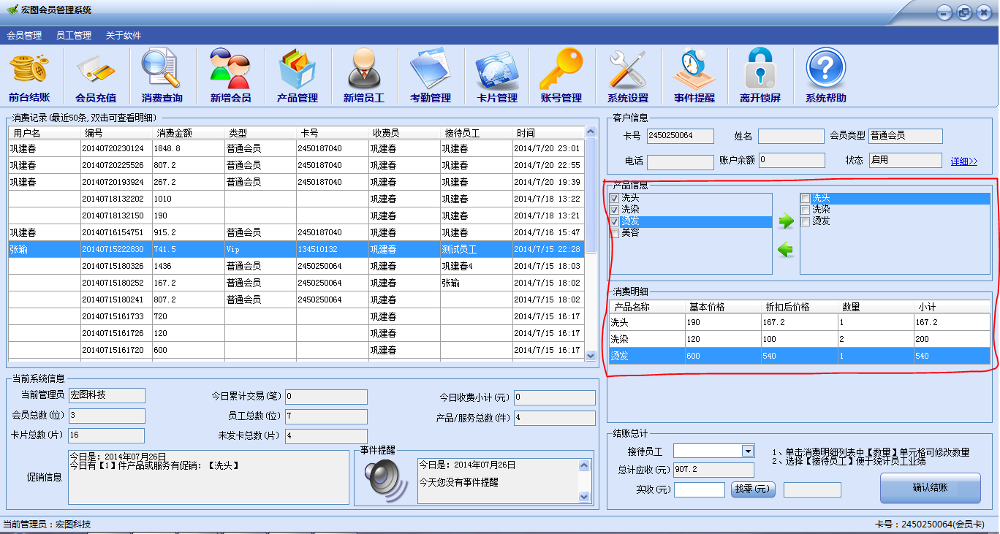 宏图会员管理系统
会员管理 员工管理 关于软件
前台结账 会员充值 消费查询 新增会员 产品管理 新增员工 考勤管理 卡片管理 账号管理 系统设置 事件提醒 离开锁屏 系统帮助
消费记录(最近50条,双击可查看明细)
用户名 编号 消费金额 类型 卡号 收费员 接待员工 时间
巩建春 20140720230124 1848.8 普通会员 2450187040 巩建春 巩建春 2014/7/20 23:01
巩建春 20140720225526 807.2 普通会员 2450187040 巩建春 巩建春 2014/7/20 22:55
巩建春 20140720193924 267.2 普通会员 2450187040 巩建春 巩建春 2014/7/20 19:39
20140718132202 1010 巩建春 巩建春 2014/7/18 13:22
20140718132150 190 巩建春 巩建春 2014/7/18 13:21
巩建春 20140716154751 915.2 普通会员 2450187040 巩建春 巩建春 2014/7/16 15:47
张瑜 20140715222830 741.5 Vip 134510132 巩建春 测试员工 2014/7/15 22:28
20140715180326 1436 普通会员 2450250064 巩建春 巩建春4 2014/7/15 18:03
20140715180252 167.2 普通会员 2450250064 巩建春 张瑜 2014/7/15 18:02
20140715180241 807.2 普通会员 2450250064 巩建春 2014/7/15 18:02
20140715161733 720 巩建春 2014/7/15 16:17
20140715161726 120 巩建春 2014/7/15 16:17
20140715161720 600 巩建春 2014/7/15 16:17
客户信息
卡号 2450250064 姓名 会员类型 普通会员
电话 账户余额 0 状态 启用 详细>>
产品信息
洗头 洗头
洗染 洗染
烫发 烫发
美容
消费明细
产品名称 基本价格 折扣后价格 数量 小计
洗头 190 167.2 1 167.2
洗染 120 100 2 200
烫发 600 540 1 540
当前系统信息
当前管理员 宏图科技 今日累计交易(笔) 0 今日收费小计(元) 0
会员总数(位) 3 员工总数(位) 7 产品/服务总数(件) 4
卡片总数(片) 16 未发卡总数(片) 4
促销信息
今日是：2014年07月26日
今日有【1】件产品或服务有促销：【洗头】
事件提醒
今日是：2014年07月26日
今天您没有事件提醒
结账总计
接待员工
总计应收(元) 907.2
实收(元) 找零(元)
1、单击消费明细列表中【数量】单元格可修改数量
2、选择【接待员工】便于统计员工业绩
确认结账
当前管理员：宏图科技 卡号：2450250064(会员卡)